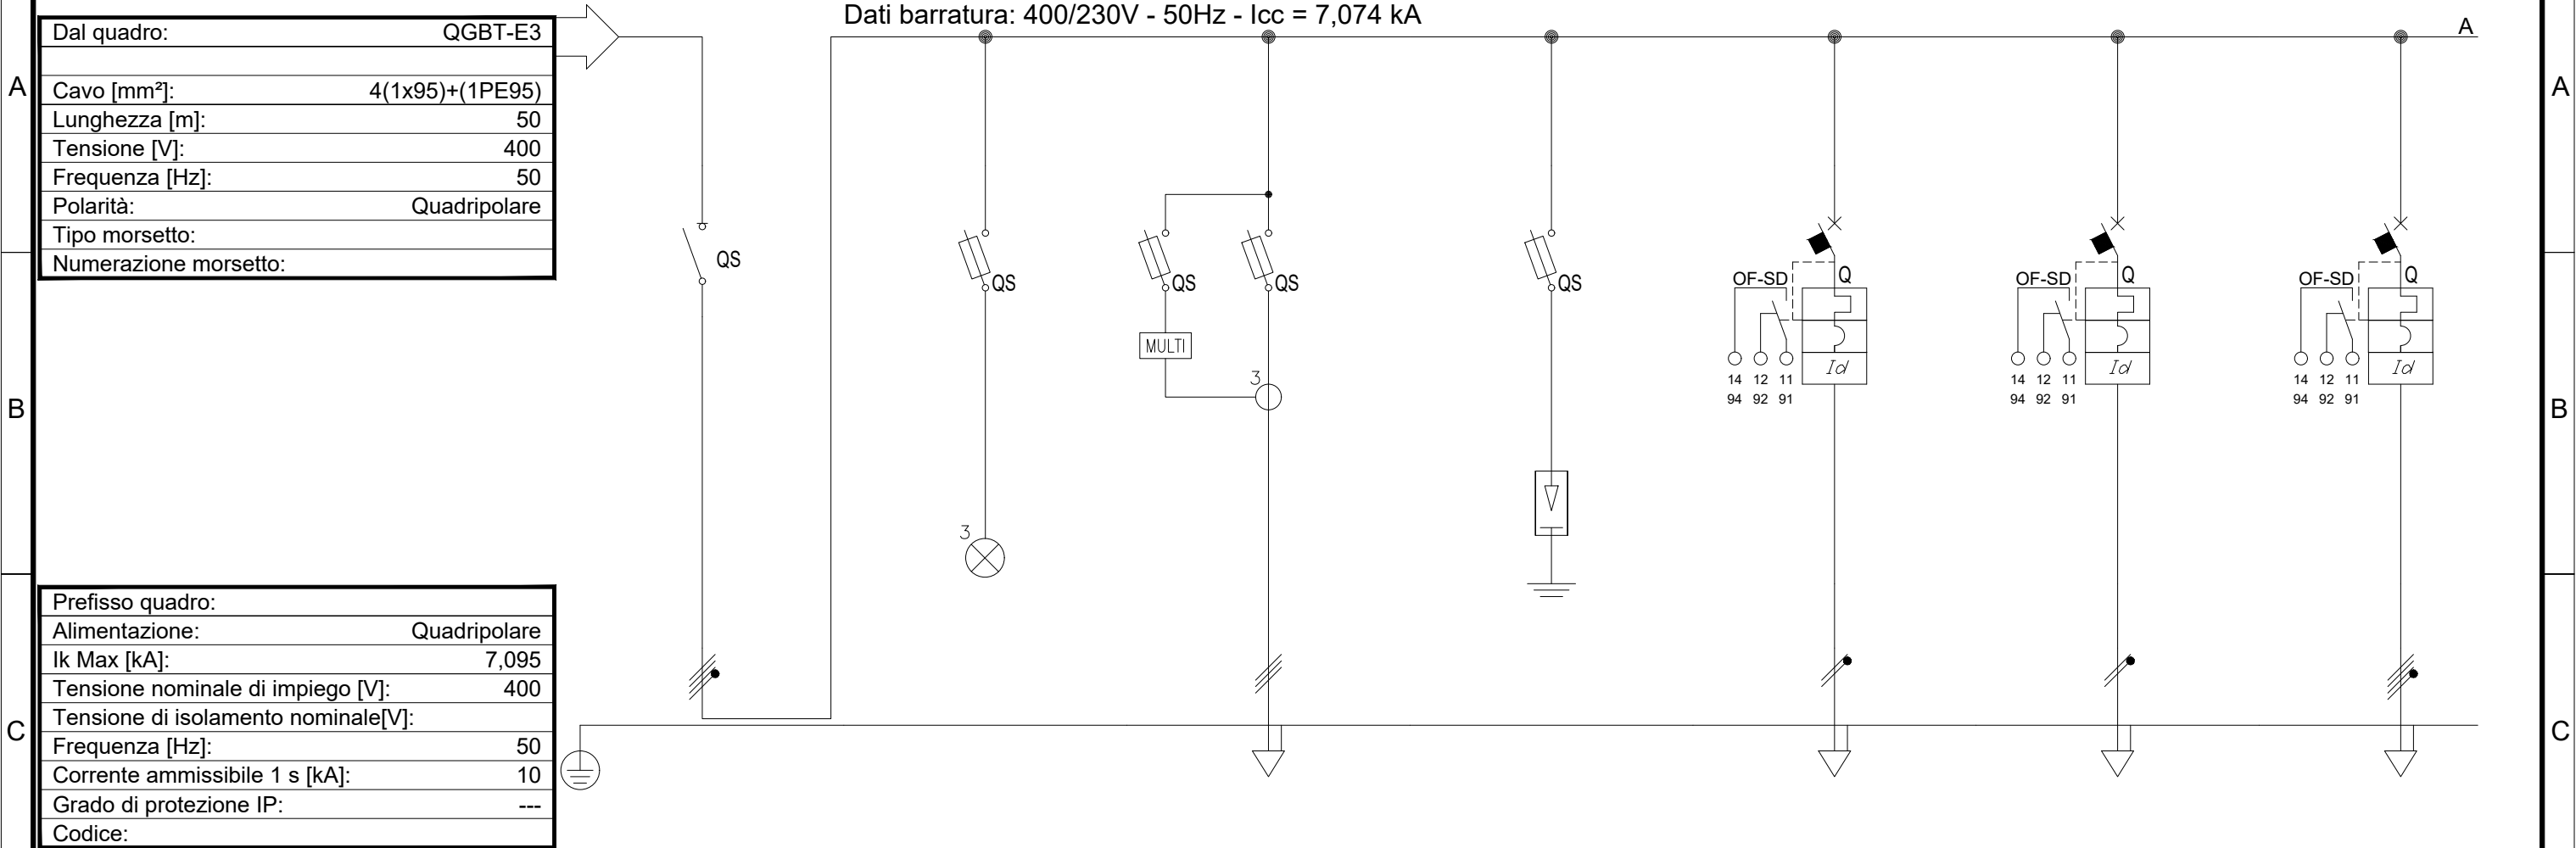 Dati barratura: 400/230V - 50Hz - Icc = 7,074 kA
A
Dal quadro: QGBT-E3
Cavo [mm²]: 4(1x95)+(1PE95)
Lunghezza [m]: 50
Tensione [V]: 400
Frequenza [Hz]: 50
Polarità: Quadripolare
Tipo morsetto:
Numerazione morsetto:
A
A
QS
QS
QS
QS
QS
OF-SD
Q
OF-SD
Q
OF-SD
Q
MULTI
3
Id
Id
Id
14 12 11
94 92 91
14 12 11
94 92 91
14 12 11
94 92 91
B
B
3
Prefisso quadro:
Alimentazione: Quadripolare
Ik Max [kA]: 7,095
Tensione nominale di impiego [V]: 400
Tensione di isolamento nominale[V]:
Frequenza [Hz]: 50
Corrente ammissibile 1 s [kA]: 10
Grado di protezione IP: ---
Codice:
C
C